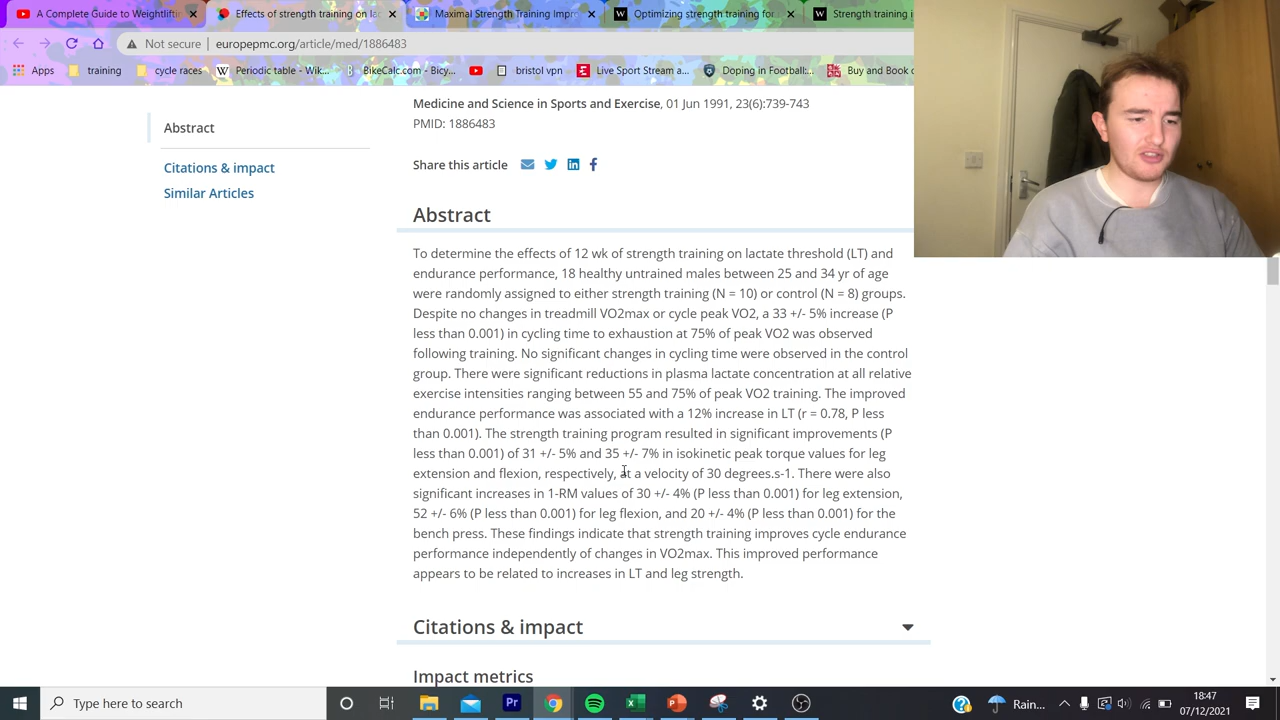 A Complete Guide to Weightliftin
Effects of strength training on la
Maximal Strength Training Impr
Optimizing strength training for
Strength training i
Not secure | europepmc.org/article/med/1886483
Apps
training
cycle races
Periodic table - Wik...
BikeCalc.com - Bicy...
bristol vpn
Live Sport Stream a...
Doping in Football:...
Buy and Book
Medicine and Science in Sports and Exercise, 01 Jun 1991, 23(6):739-743
PMID: 1886483
Abstract
Citations & impact
Similar Articles
Share this article
Abstract
To determine the effects of 12 wk of strength training on lactate threshold (LT) and
endurance performance, 18 healthy untrained males between 25 and 34 yr of age
were randomly assigned to either strength training (N = 10) or control (N = 8) groups.
Despite no changes in treadmill VO2max or cycle peak VO2, a 33 +/- 5% increase (P
less than 0.001) in cycling time to exhaustion at 75% of peak VO2 was observed
following training. No significant changes in cycling time were observed in the control
group. There were significant reductions in plasma lactate concentration at all relative
exercise intensities ranging between 55 and 75% of peak VO2 training. The improved
endurance performance was associated with a 12% increase in LT (r = 0.78, P less
than 0.001). The strength training program resulted in significant improvements (P
less than 0.001) of 31 +/- 5% and 35 +/- 7% in isokinetic peak torque values for leg
extension and flexion, respectively, at a velocity of 30 degrees.s-1. There were also
significant increases in 1-RM values of 30 +/- 4% (P less than 0.001) for leg extension,
52 +/- 6% (P less than 0.001) for leg flexion, and 20 +/- 4% (P less than 0.001) for the
bench press. These findings indicate that strength training improves cycle endurance
performance independently of changes in VO2max. This improved performance
appears to be related to increases in LT and leg strength.
Citations & impact
Impact metrics
Type here to search
Rain...
18:47
07/12/2021